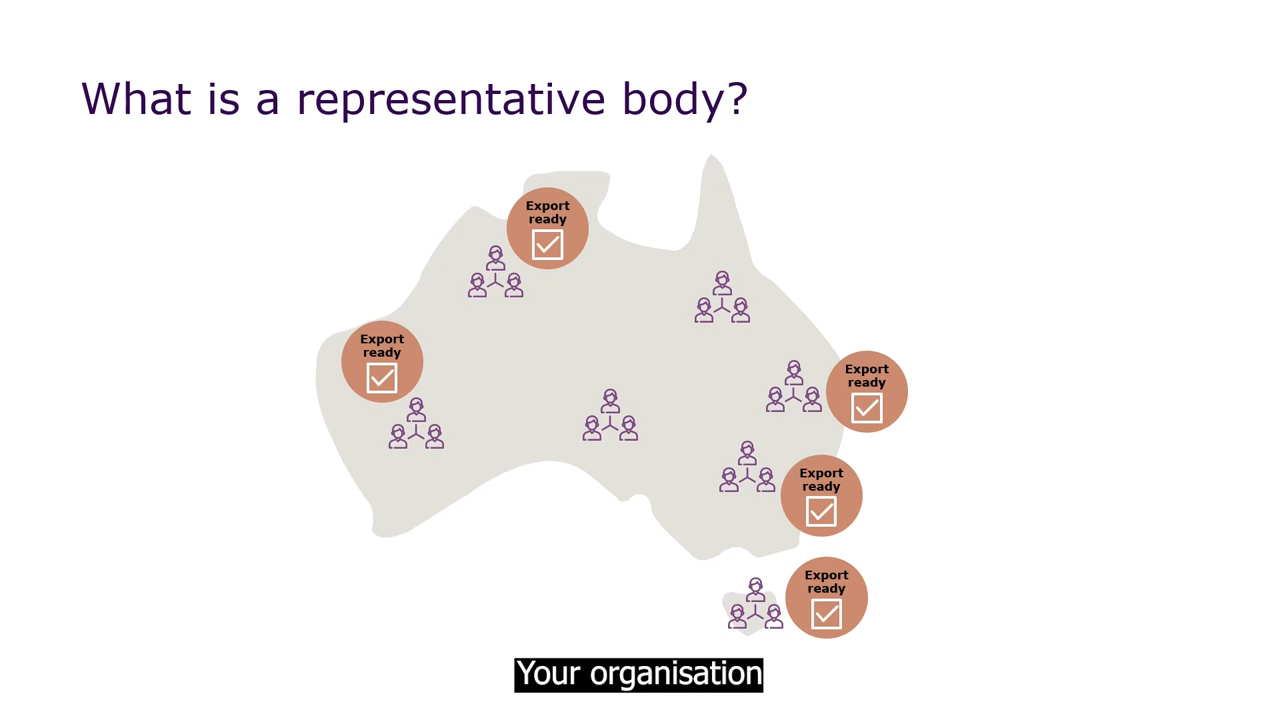 What is a representative body?
Export
ready
Export
ready
Export
ready
Export
ready
Export
ready
Your organisation